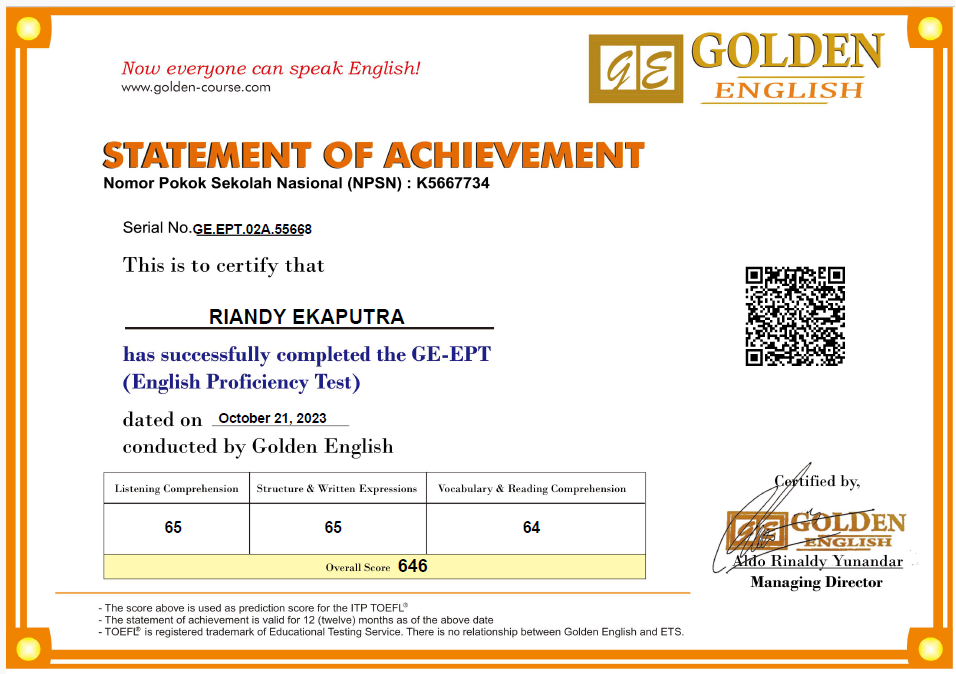 Now everyone can speak English!
www.golden-course.com
GE GOLDEN
ENGLISH
STATEMENT OF ACHIEVEMENT
Nomor Pokok Sekolah Nasional (NPSN) : K5667734
Serial No.GE.EPT.02A.55668
This is to certify that
RIANDY EKAPUTRA
has successfully completed the GE-EPT
(English Proficiency Test)
dated on October 21, 2023
conducted by Golden English
Listening Comprehension Structure & Written Expressions Vocabulary & Reading Comprehension
65 65 64
Overall Score 646
Certified by,
GE GOLDEN
ENGLISH
Aldo Rinaldy Yunandar
Managing Director
- The score above is used as prediction score for the ITP TOEFL®
- The statement of achievement is valid for 12 (twelve) months as of the above date
- TOEFL® is registered trademark of Educational Testing Service. There is no relationship between Golden English and ETS.